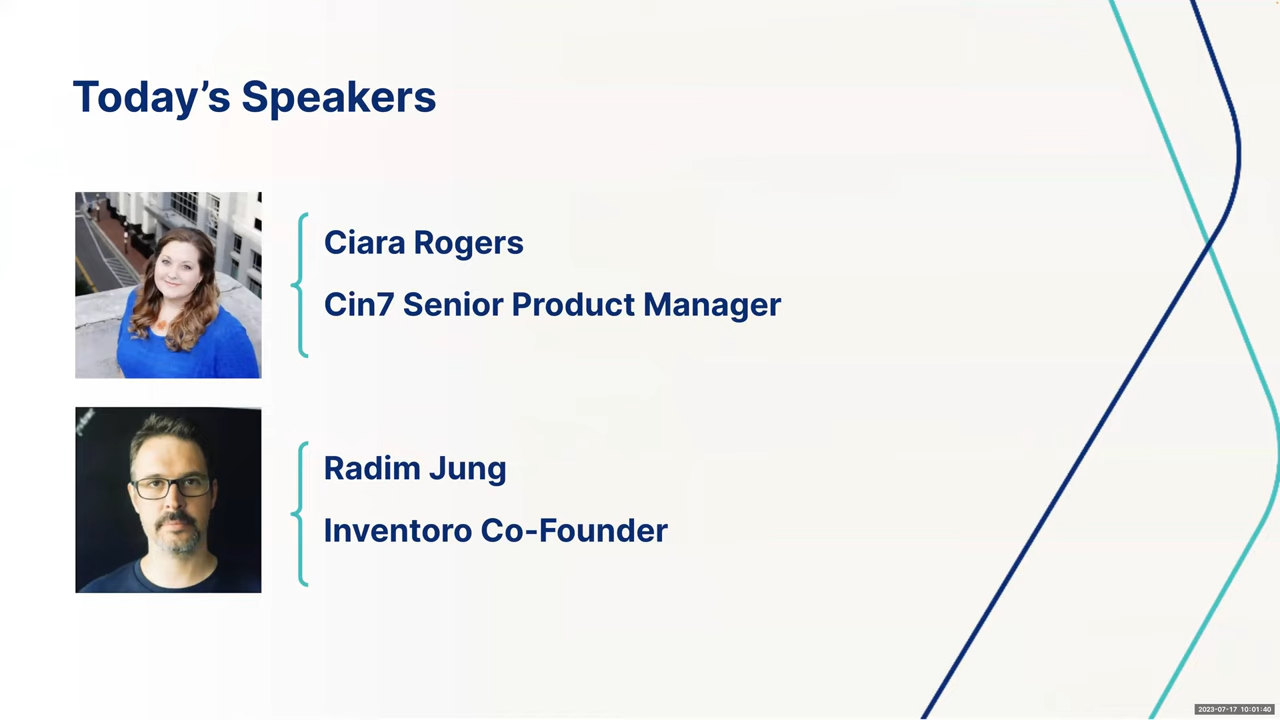 Today’s Speakers
Ciara Rogers
Cin7 Senior Product Manager
Radim Jung
Inventoro Co-Founder
2023-07-17 10:01:40